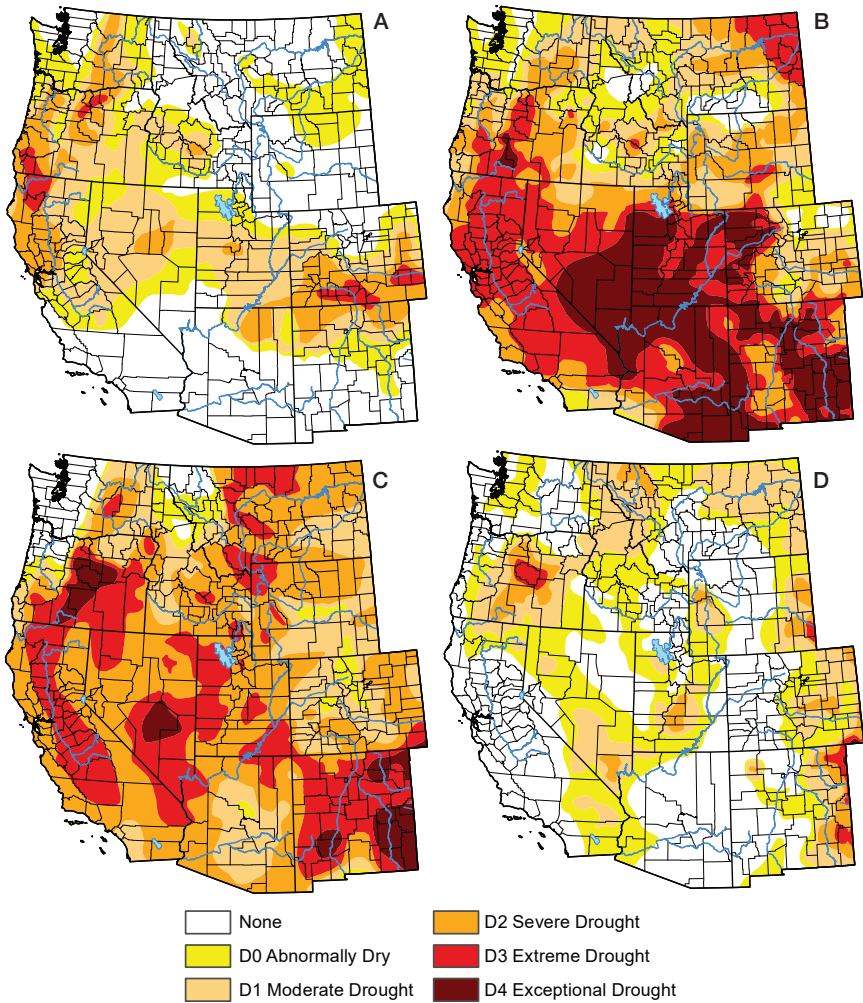 A
B
C
D
None
D0 Abnormally Dry
D1 Moderate Drought
D2 Severe Drought
D3 Extreme Drought
D4 Exceptional Drought